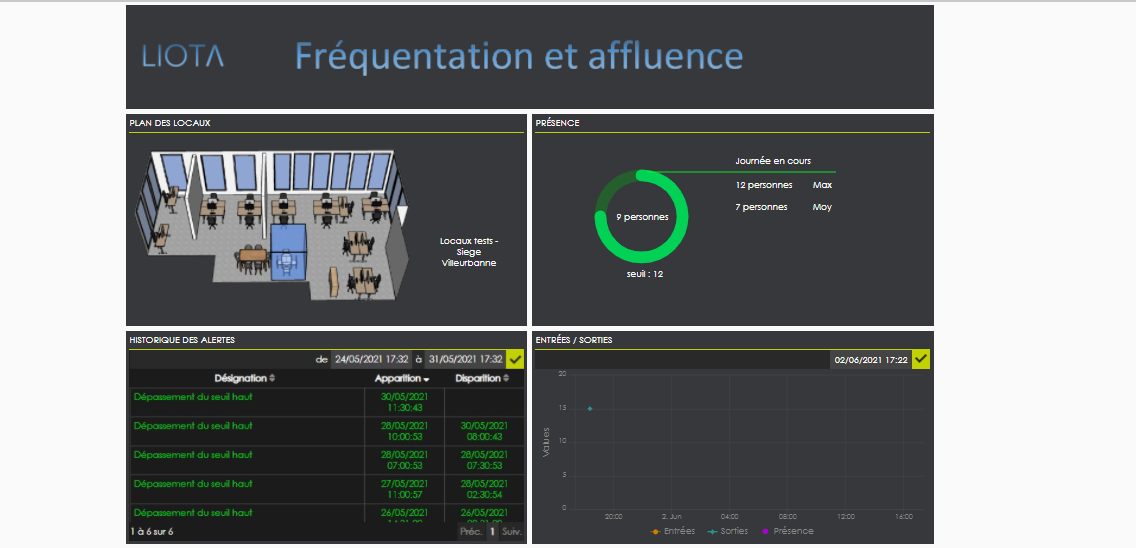 LIOTA
Fréquentation et affluence
PLAN DES LOCAUX
Locaux tests -
Siege
Villeurbanne
PRÉSENCE
9 personnes
seuil : 12
Journée en cours
12 personnes Max
7 personnes Moy
HISTORIQUE DES ALERTES
de 24/05/2021 17:32 à 31/05/2021 17:32
Désignation Apparition Disparition
Dépassement du seuil haut 30/05/2021
11:30:43
Dépassement du seuil haut 28/05/2021 30/05/2021
10:00:53 08:00:43
Dépassement du seuil haut 28/05/2021 28/05/2021
07:00:53 07:30:53
Dépassement du seuil haut 27/05/2021 28/05/2021
11:00:57 02:30:54
Dépassement du seuil haut 26/05/2021 26/05/2021
1 à 6 sur 6 Préc. 1 Suiv.
ENTRÉES / SORTIES
02/06/2021 17:22
Values
20
15
10
5
0
20:00 2. Jun 04:00 08:00 12:00 16:00
Entrées Sorties Présence